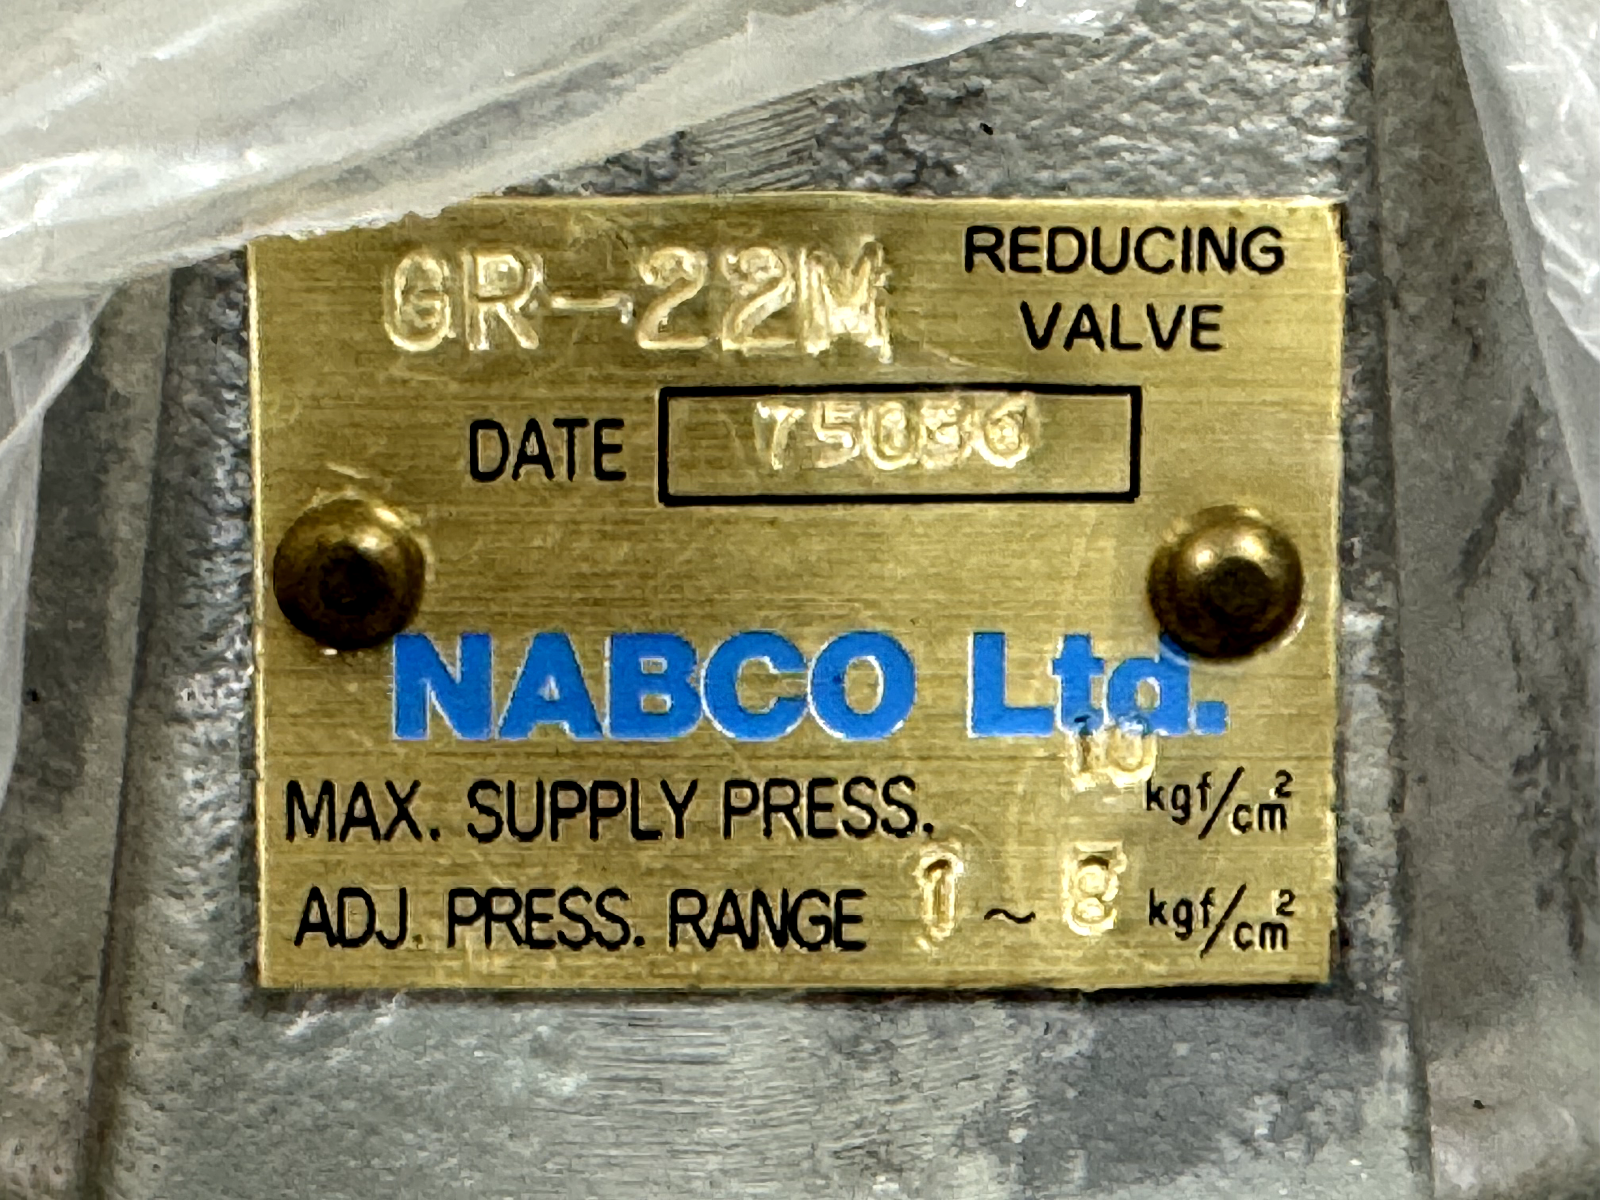 GR-22M REDUCING
VALVE
DATE 75036
NABCO Ltd.
MAX. SUPPLY PRESS. 10 kgf/cm²
ADJ. PRESS. RANGE 1 ~ 8 kgf/cm²